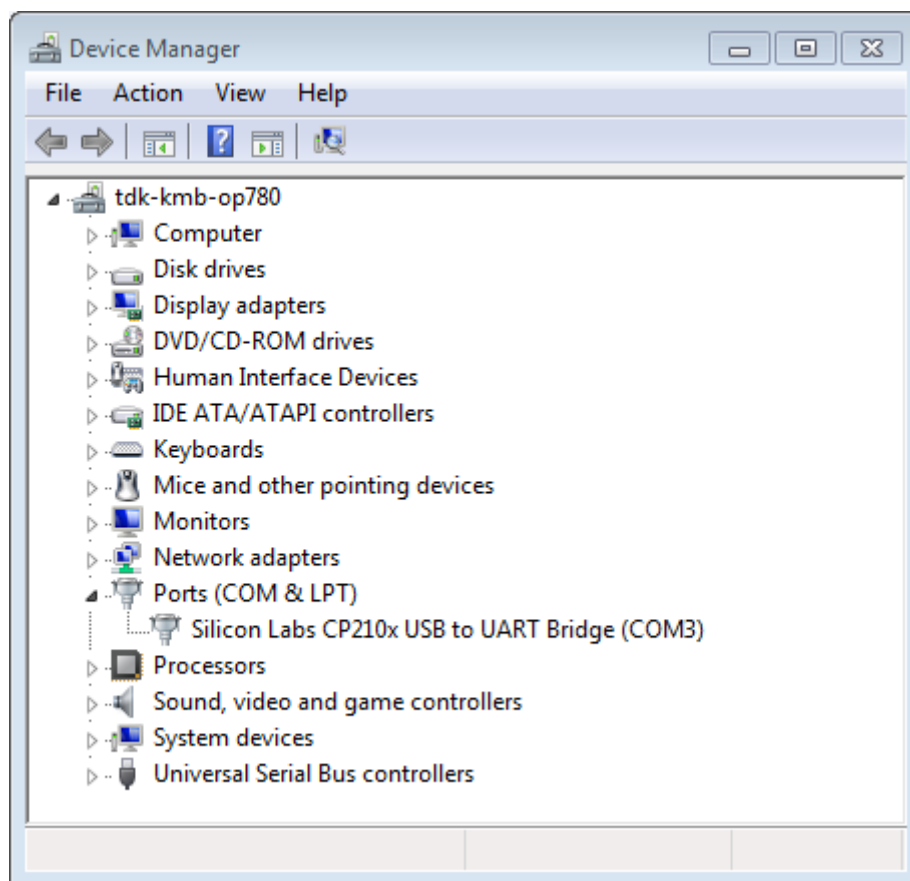 Device Manager
File Action View Help
?
tdk-kmb-op780
Computer
Disk drives
Display adapters
DVD/CD-ROM drives
Human Interface Devices
IDE ATA/ATAPI controllers
Keyboards
Mice and other pointing devices
Monitors
Network adapters
Ports (COM & LPT)
Silicon Labs CP210x USB to UART Bridge (COM3)
Processors
Sound, video and game controllers
System devices
Universal Serial Bus controllers